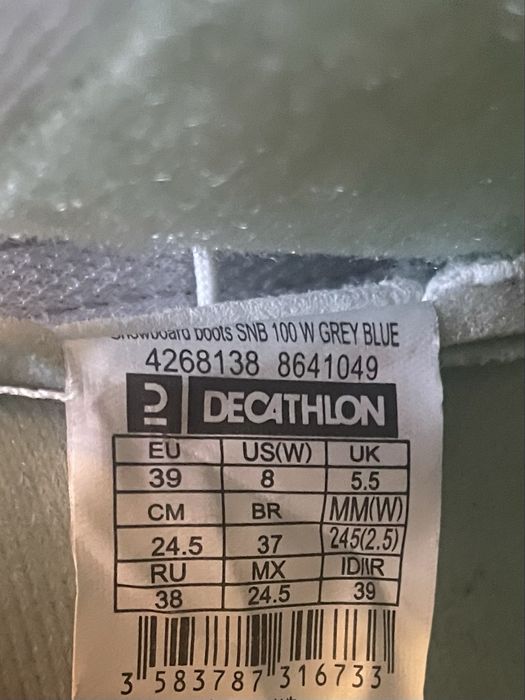 Snowboard boots SNB 100 W GREY BLUE
4268138 8641049
DECATHLON
EU US(W) UK
39 8 5.5
CM BR MM(W)
24.5 37 245(2.5)
RU MX ID|IR
38 24.5 39
3 583787 316733